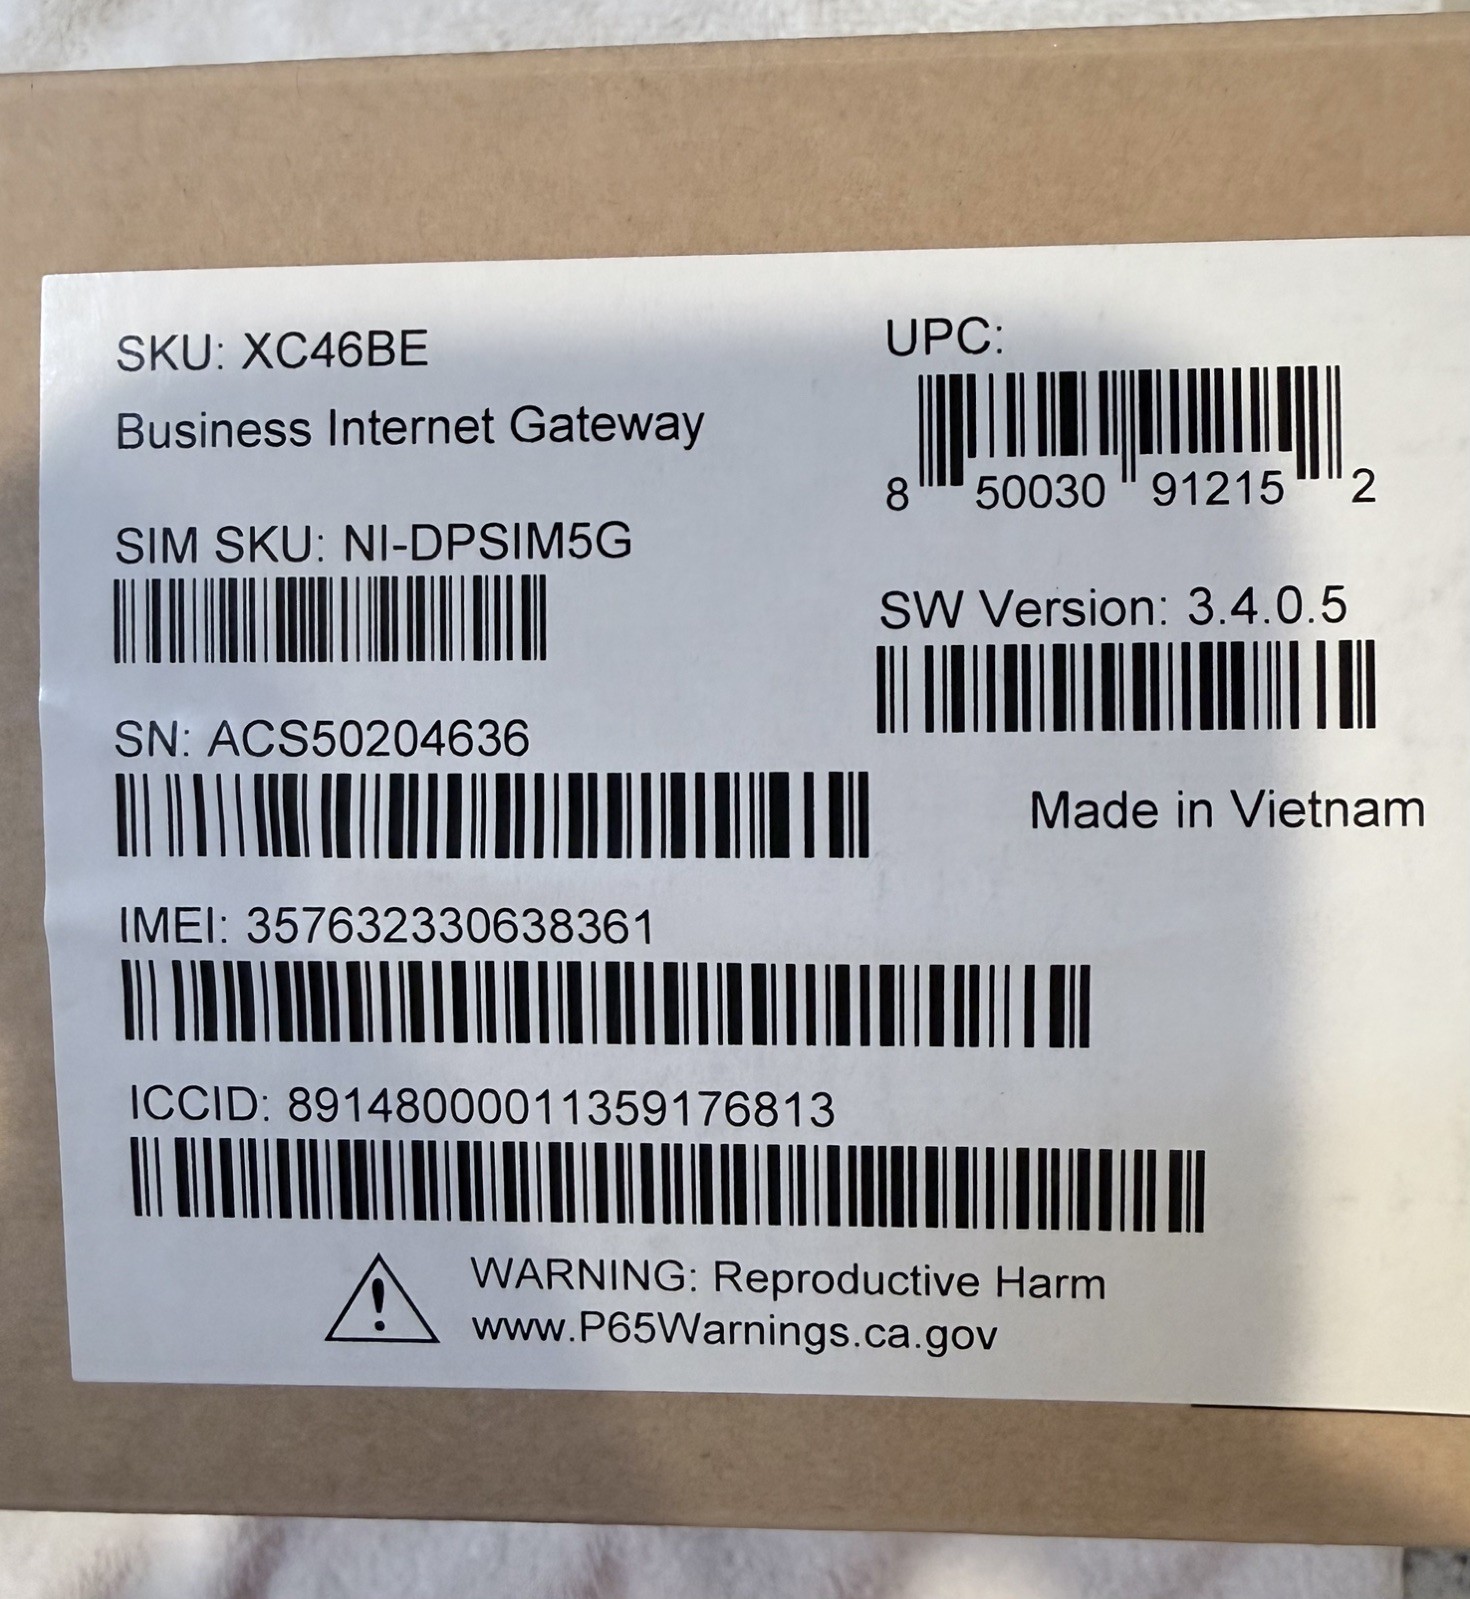 SKU: XC46BE
Business Internet Gateway
UPC:
8 50030 91215 2
SIM SKU: NI-DPSIM5G
SW Version: 3.4.0.5
SN: ACS50204636
Made in Vietnam
IMEI: 357632330638361
ICCID: 89148000011359176813
WARNING: Reproductive Harm
www.P65Warnings.ca.gov